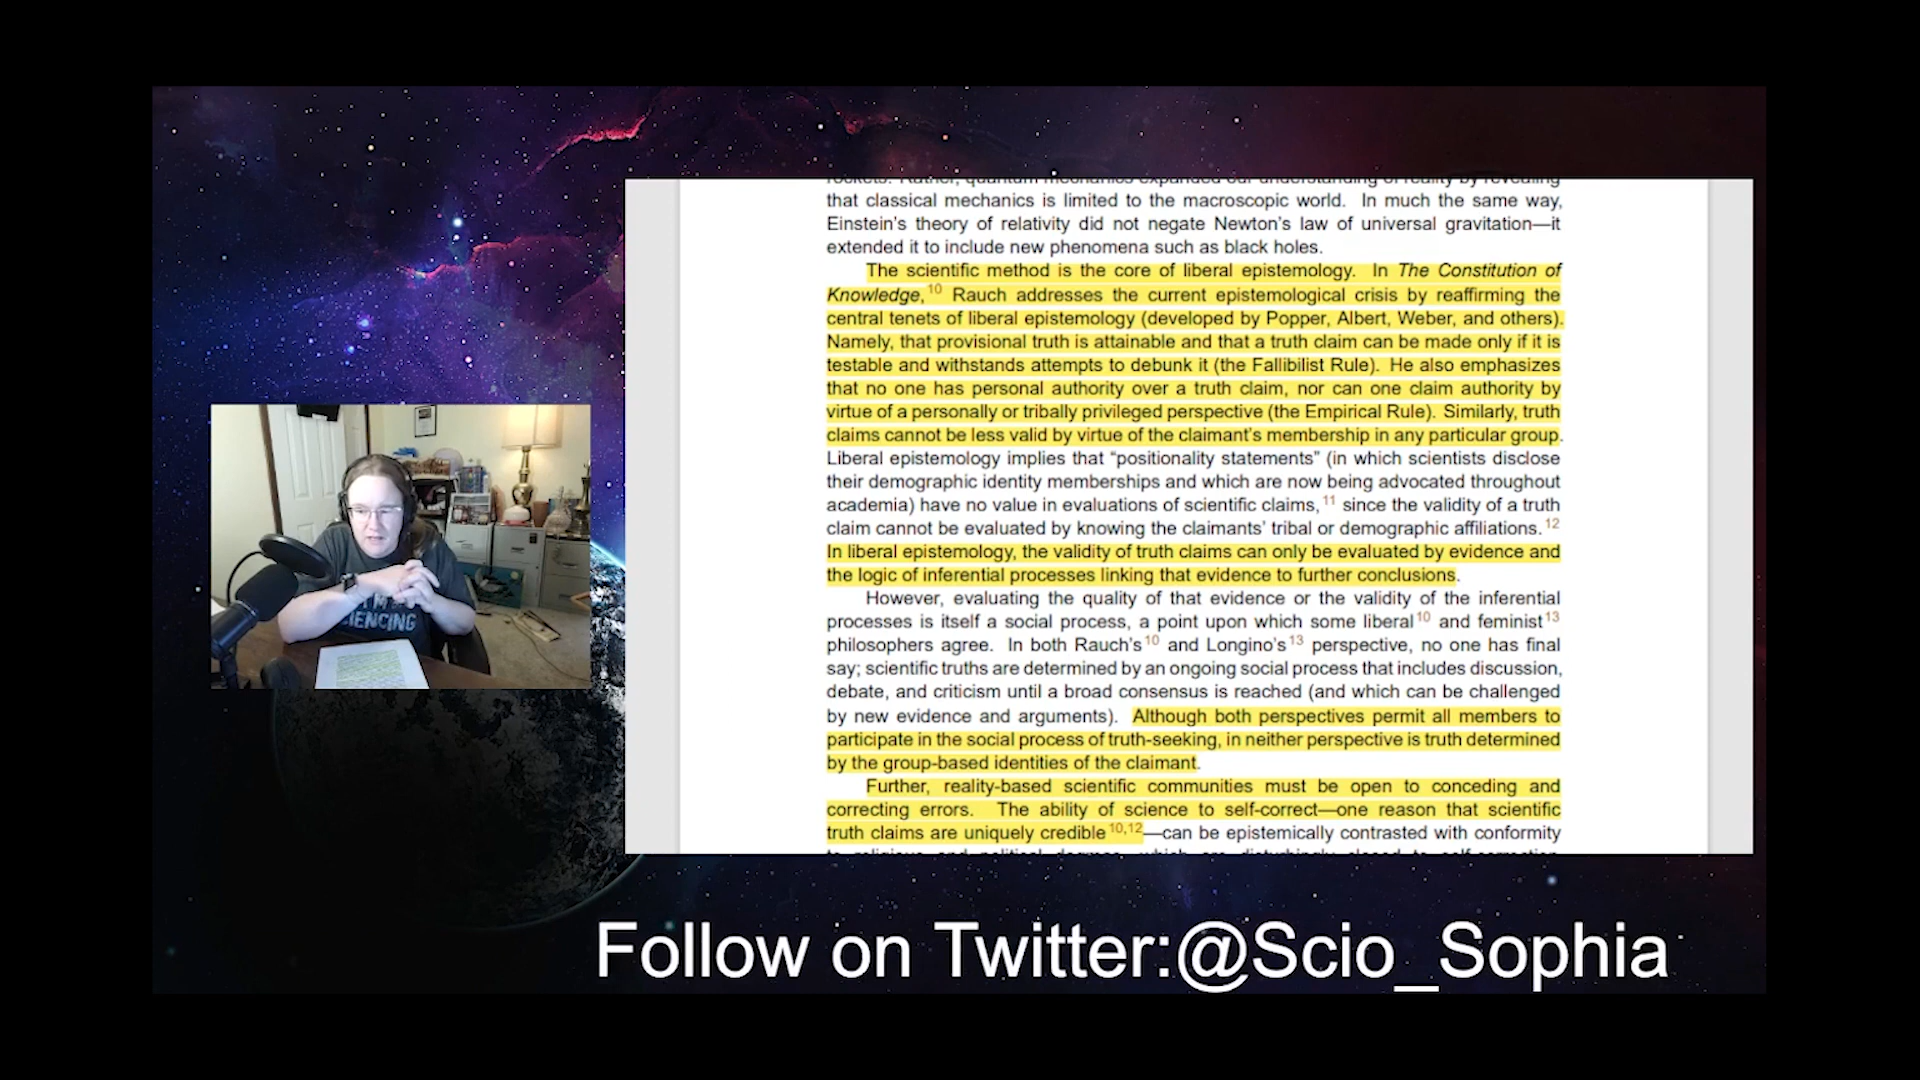 that classical mechanics is limited to the macroscopic world. In much the same way,
Einstein's theory of relativity did not negate Newton's law of universal gravitation—it
extended it to include new phenomena such as black holes.
The scientific method is the core of liberal epistemology. In The Constitution of
Knowledge,10 Rauch addresses the current epistemological crisis by reaffirming the
central tenets of liberal epistemology (developed by Popper, Albert, Weber, and others).
Namely, that provisional truth is attainable and that a truth claim can be made only if it is
testable and withstands attempts to debunk it (the Fallibilist Rule). He also emphasizes
that no one has personal authority over a truth claim, nor can one claim authority by
virtue of a personally or tribally privileged perspective (the Empirical Rule). Similarly, truth
claims cannot be less valid by virtue of the claimant's membership in any particular group.
Liberal epistemology implies that “positionality statements” (in which scientists disclose
their demographic identity memberships and which are now being advocated throughout
academia) have no value in evaluations of scientific claims,11 since the validity of a truth
claim cannot be evaluated by knowing the claimants' tribal or demographic affiliations.12
In liberal epistemology, the validity of truth claims can only be evaluated by evidence and
the logic of inferential processes linking that evidence to further conclusions.
However, evaluating the quality of that evidence or the validity of the inferential
processes is itself a social process, a point upon which some liberal10 and feminist13
philosophers agree. In both Rauch's10 and Longino's13 perspective, no one has final
say; scientific truths are determined by an ongoing social process that includes discussion,
debate, and criticism until a broad consensus is reached (and which can be challenged
by new evidence and arguments). Although both perspectives permit all members to
participate in the social process of truth-seeking, in neither perspective is truth determined
by the group-based identities of the claimant.
Further, reality-based scientific communities must be open to conceding and
correcting errors. The ability of science to self-correct—one reason that scientific
truth claims are uniquely credible10,12—can be epistemically contrasted with conformity
Follow on Twitter:@Scio_Sophia